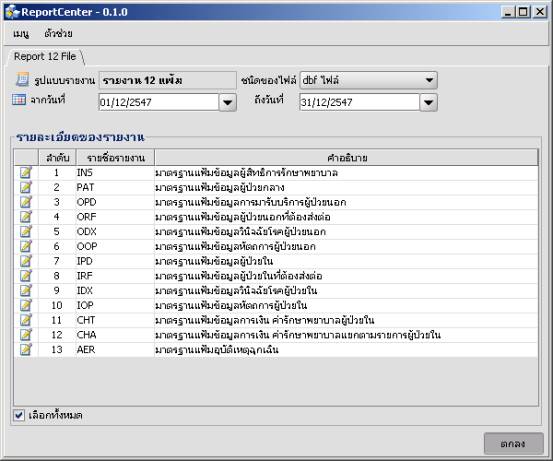 ReportCenter - 0.1.0
เมนู ตัวช่วย
Report 12 File
รูปแบบรายงาน รายงาน 12 แฟ้ม ชนิดของไฟล์ dbf ไฟล์
จากวันที่ 01/12/2547 ถึงวันที่ 31/12/2547
รายละเอียดของรายงาน
ลำดับ รายชื่อรายงาน คำอธิบาย
1 INS มาตรฐานแฟ้มข้อมูลผู้มีสิทธิการรักษาพยาบาล
2 PAT มาตรฐานแฟ้มข้อมูลผู้ป่วยกลาง
3 OPD มาตรฐานแฟ้มข้อมูลการมารับบริการผู้ป่วยนอก
4 ORF มาตรฐานแฟ้มข้อมูลผู้ป่วยนอกที่ต้องส่งต่อ
5 ODX มาตรฐานแฟ้มข้อมูลวินิจฉัยโรคผู้ป่วยนอก
6 OOP มาตรฐานแฟ้มข้อมูลหัตถการผู้ป่วยนอก
7 IPD มาตรฐานแฟ้มข้อมูลผู้ป่วยใน
8 IRF มาตรฐานแฟ้มข้อมูลผู้ป่วยในที่ต้องส่งต่อ
9 IDX มาตรฐานแฟ้มข้อมูลวินิจฉัยโรคผู้ป่วยใน
10 IOP มาตรฐานแฟ้มข้อมูลหัตถการผู้ป่วยใน
11 CHT มาตรฐานแฟ้มข้อมูลการเงิน ค่ารักษาพยาบาลผู้ป่วยใน
12 CHA มาตรฐานแฟ้มข้อมูลการเงิน ค่ารักษาพยาบาลแยกตามรายการผู้ป่วยใน
13 AER มาตรฐานแฟ้มอุบัติเหตุฉุกเฉิน
เลือกทั้งหมด
ตกลง